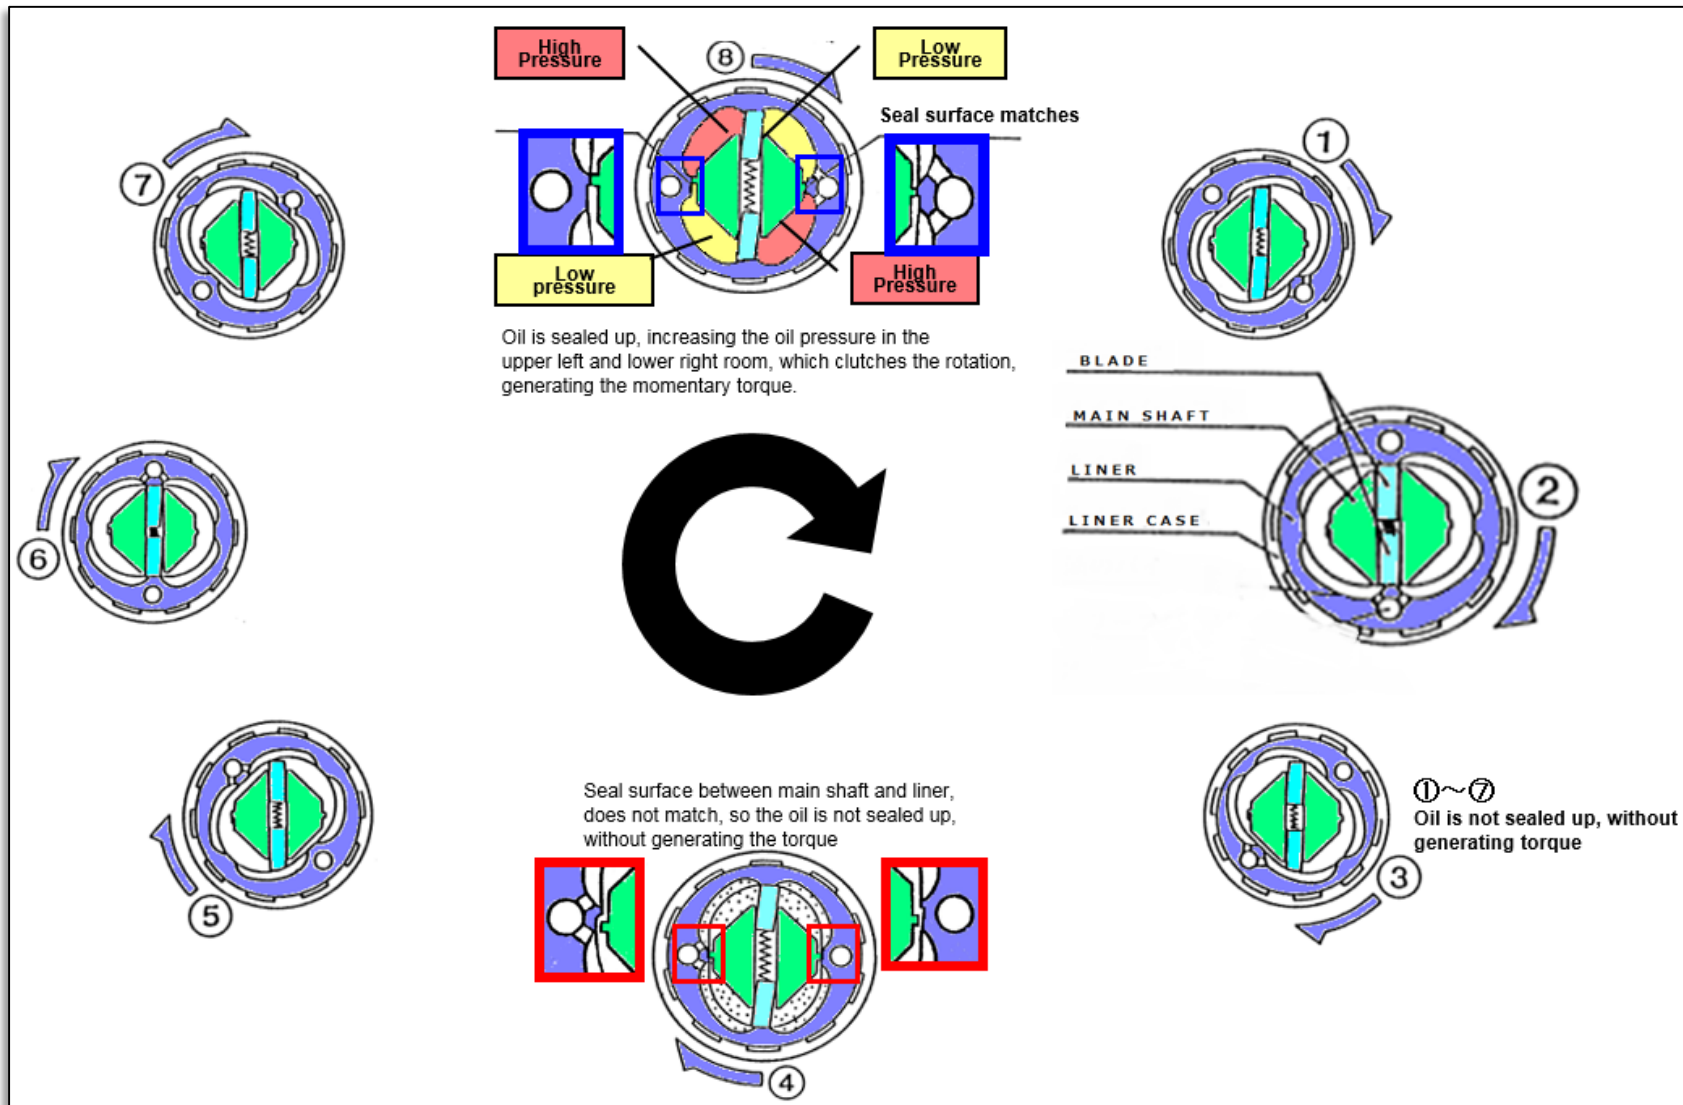 High
Pressure
⑧
Low
Pressure
Seal surface matches
①
⑦
Low
pressure
High
Pressure
Oil is sealed up, increasing the oil pressure in the
upper left and lower right room, which clutches the rotation,
generating the momentary torque.
BLADE
MAIN SHAFT
LINER
LINER CASE
②
⑥
⑤
Seal surface between main shaft and liner,
does not match, so the oil is not sealed up,
without generating the torque
①~⑦
Oil is not sealed up, without
generating torque
③
④